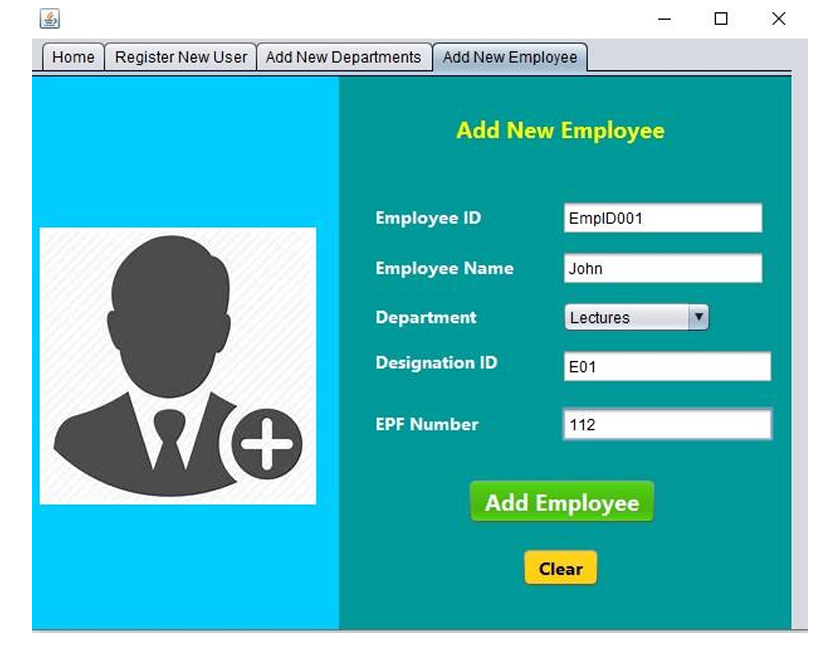 Home Register New User Add New Departments Add New Employee
Add New Employee
Employee ID EmpID001
Employee Name John
Department Lectures
Designation ID E01
EPF Number 112
Add Employee
Clear